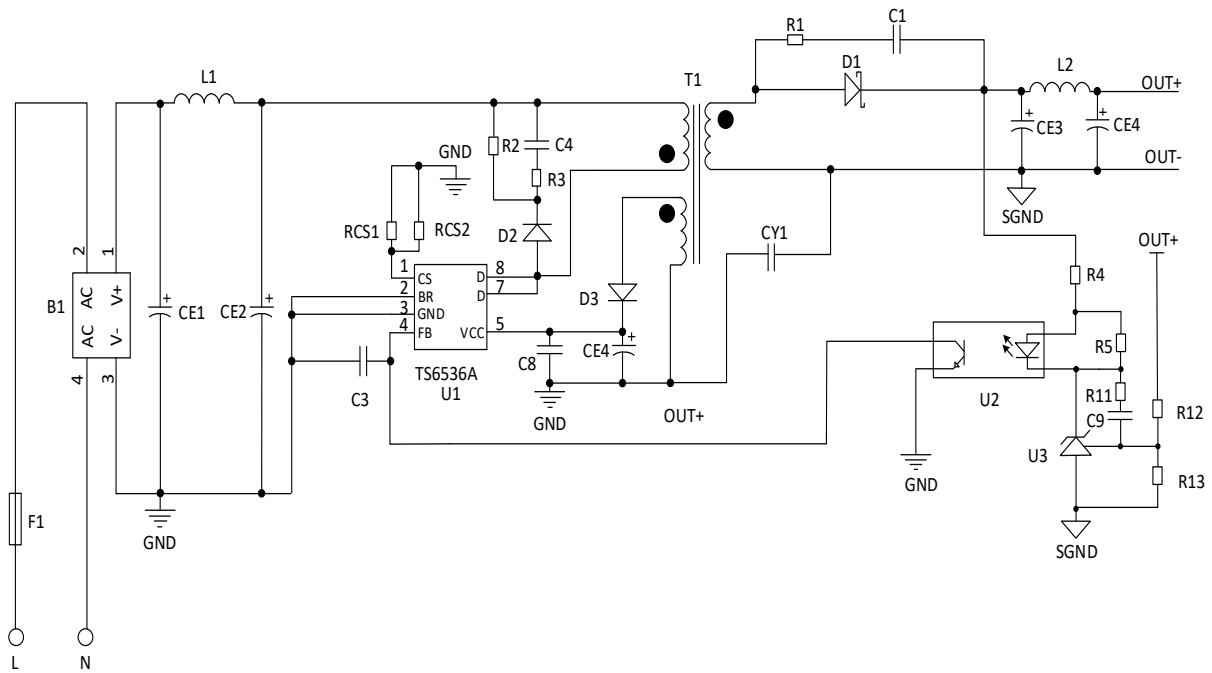 R1
C1
D1
L2
OUT+
CE3
CE4
OUT-
SGND
L1
T1
R2
C4
R3
GND
RCS1
RCS2
D2
CY1
D3
CE1
CE2
B1
2
1
AC
V+
AC
V-
4
3
1
CS
2
BR
3
GND
4
FB
8
D
7
D
5
VCC
TS6536A
U1
C3
C8
CE4
GND
OUT+
OUT+
R4
R5
U2
R11
C9
R12
U3
R13
GND
SGND
F1
GND
L
N